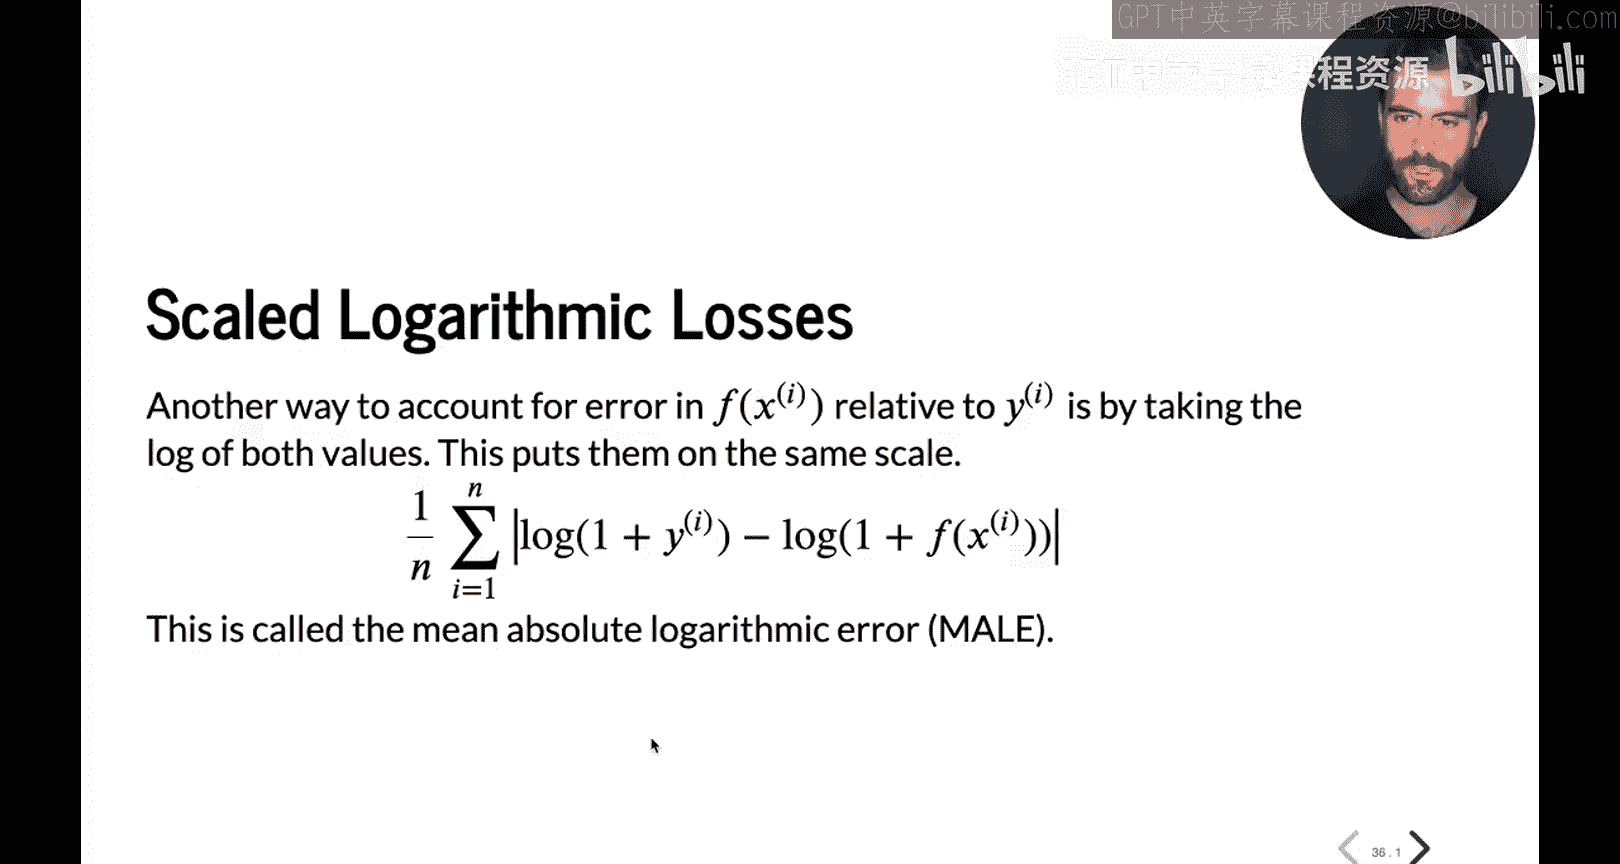 GPT中英字幕课程资源@bilibili.com
课程资源 bilibili
Scaled Logarithmic Losses
Another way to account for error in f(x⁽ⁱ⁾) relative to y⁽ⁱ⁾ is by taking the
log of both values. This puts them on the same scale.
1/n ∑ᵢ₌₁ⁿ |log(1 + y⁽ⁱ⁾) − log(1 + f(x⁽ⁱ⁾))|
This is called the mean absolute logarithmic error (MALE).
36 . 1